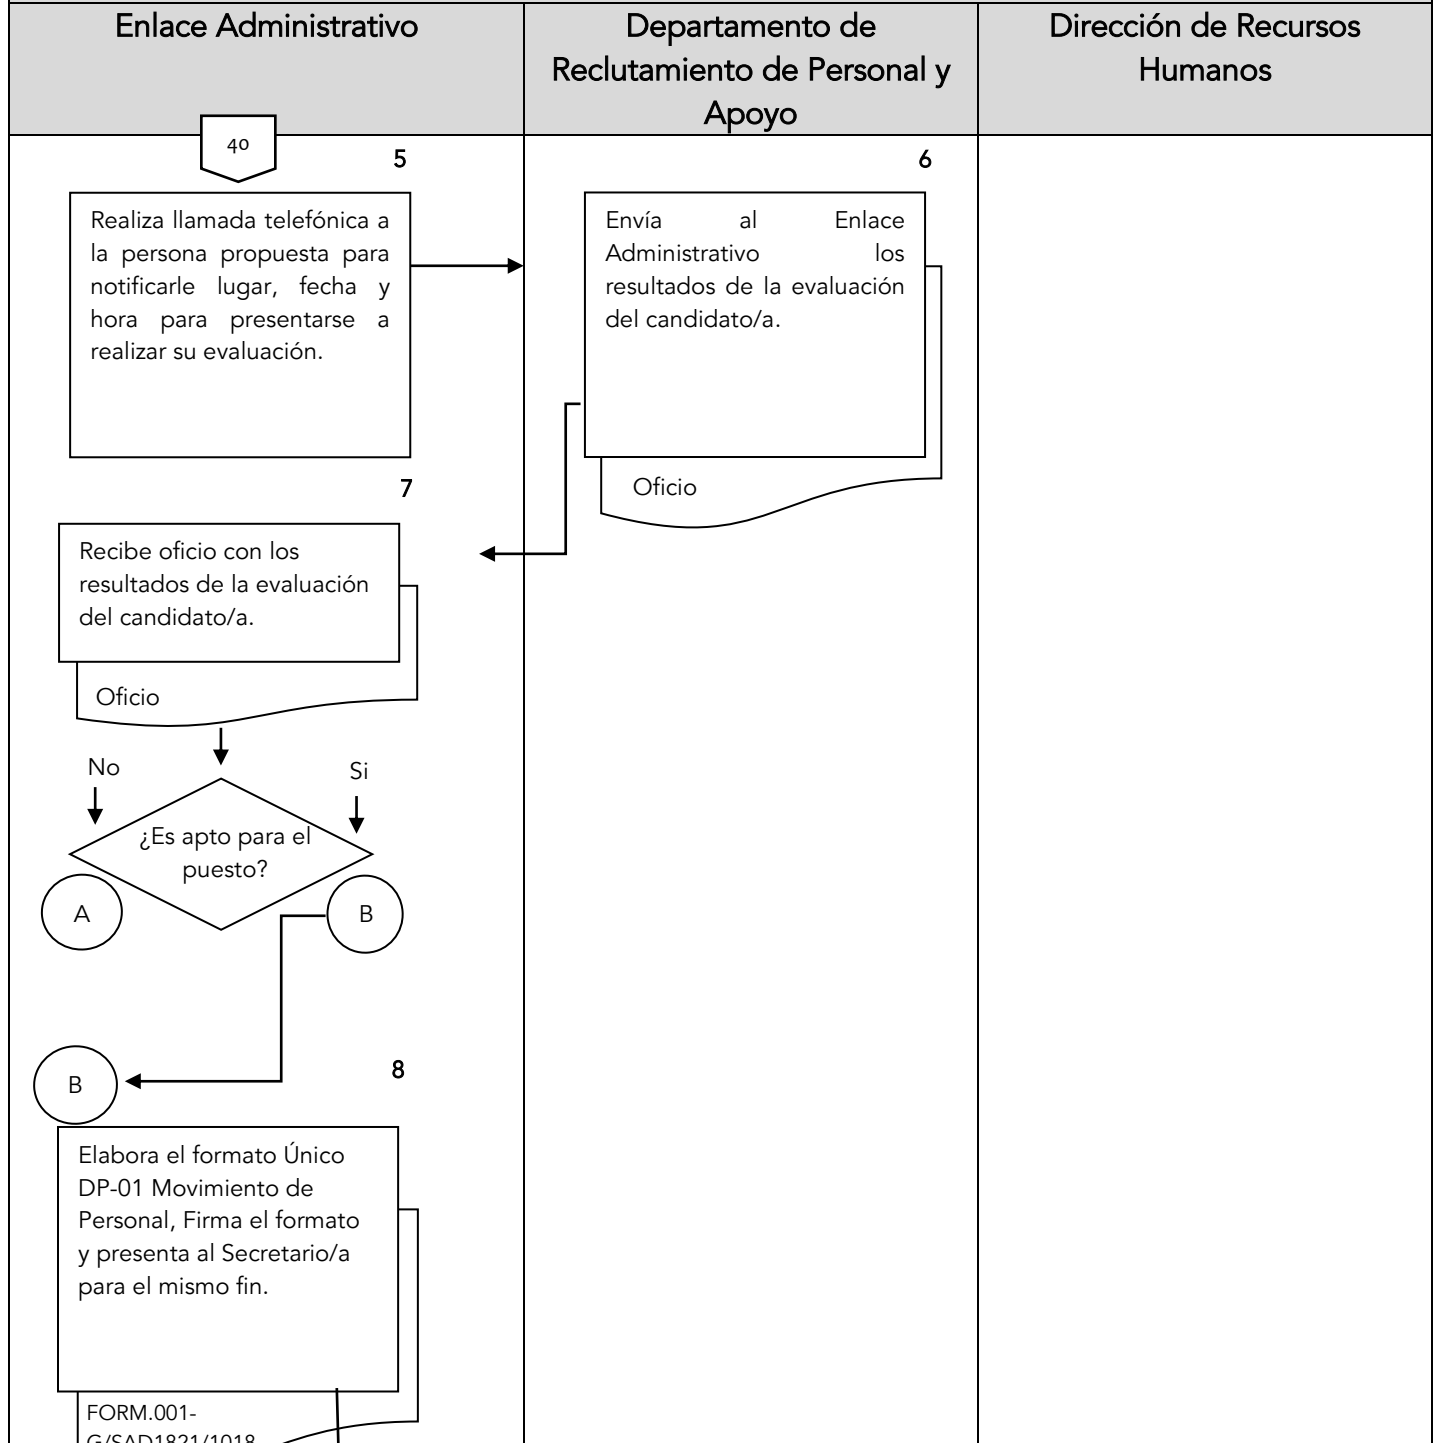 Enlace Administrativo
Departamento de
Reclutamiento de Personal y
Apoyo
Dirección de Recursos
Humanos
40
5
Realiza llamada telefónica a
la persona propuesta para
notificarle lugar, fecha y
hora para presentarse a
realizar su evaluación.
6
Envía al Enlace
Administrativo los
resultados de la evaluación
del candidato/a.
Oficio
7
Recibe oficio con los
resultados de la evaluación
del candidato/a.
Oficio
No
Si
¿Es apto para el
puesto?
A
B
B
8
Elabora el formato Único
DP-01 Movimiento de
Personal, Firma el formato
y presenta al Secretario/a
para el mismo fin.
FORM.001-
G/SAD1821/1018